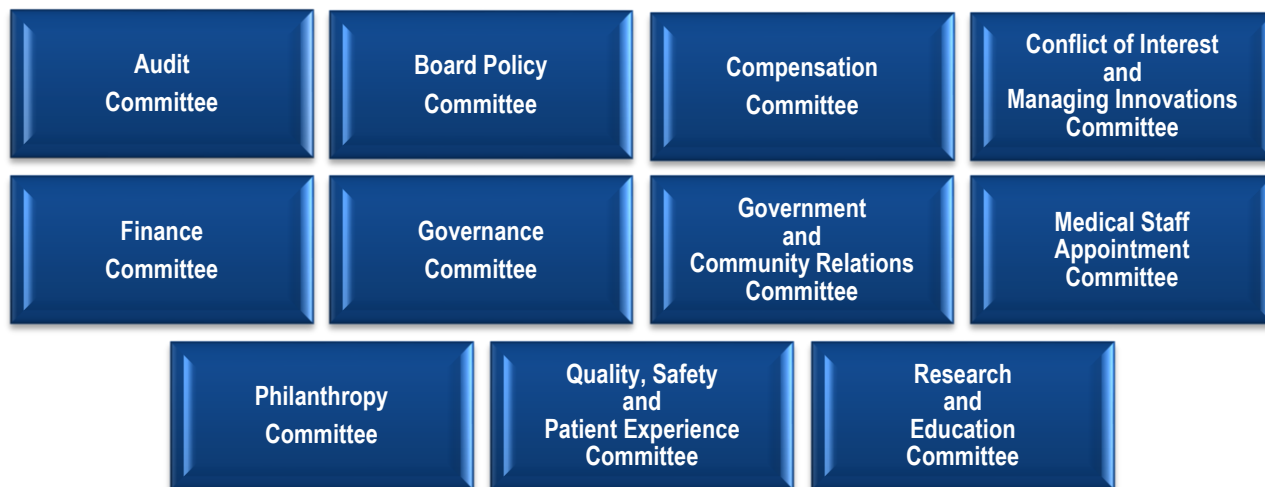 Audit
Committee
Board Policy
Committee
Compensation
Committee
Conflict of Interest
and
Managing Innovations
Committee
Finance
Committee
Governance
Committee
Government
and
Community Relations
Committee
Medical Staff
Appointment
Committee
Philanthropy
Committee
Quality, Safety
and
Patient Experience
Committee
Research
and
Education
Committee